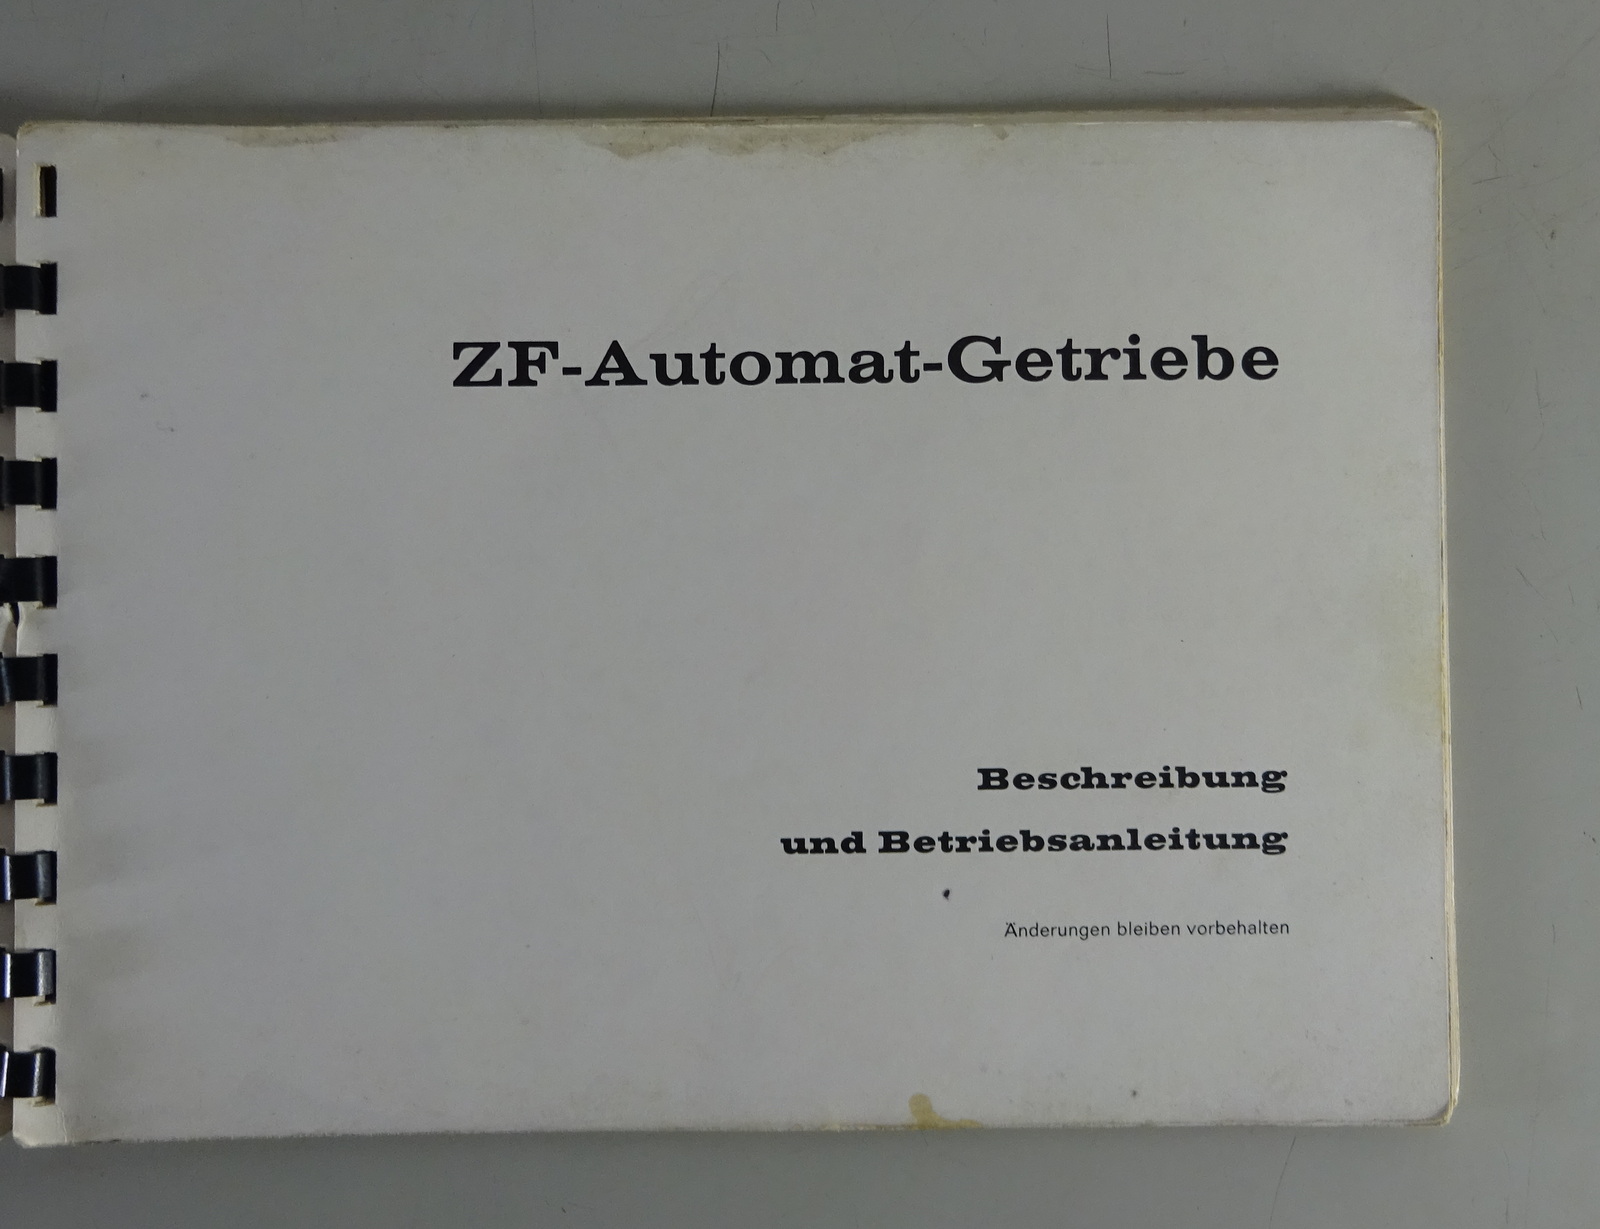 ZF-Automat-Getriebe
Beschreibung
und Betriebsanleitung
Änderungen bleiben vorbehalten